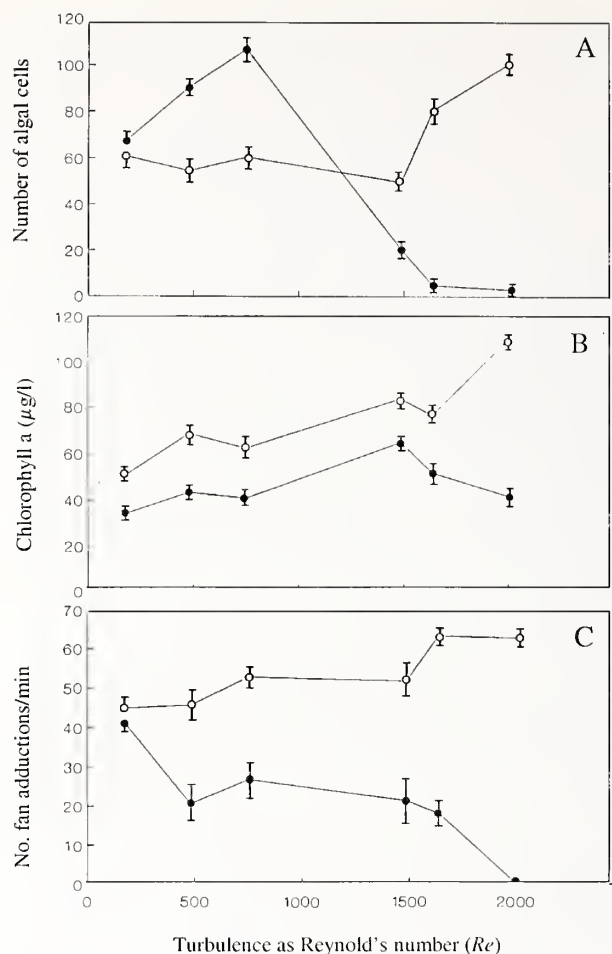 A
Number of algal cells
120
100
80
60
40
20
0
B
Chlorophyll a (μg/l)
120
100
80
60
40
20
0
C
No. fan adductions/min
70
60
50
40
30
20
10
0
0 500 1000 1500 2000
Turbulence as Reynold's number (Re)